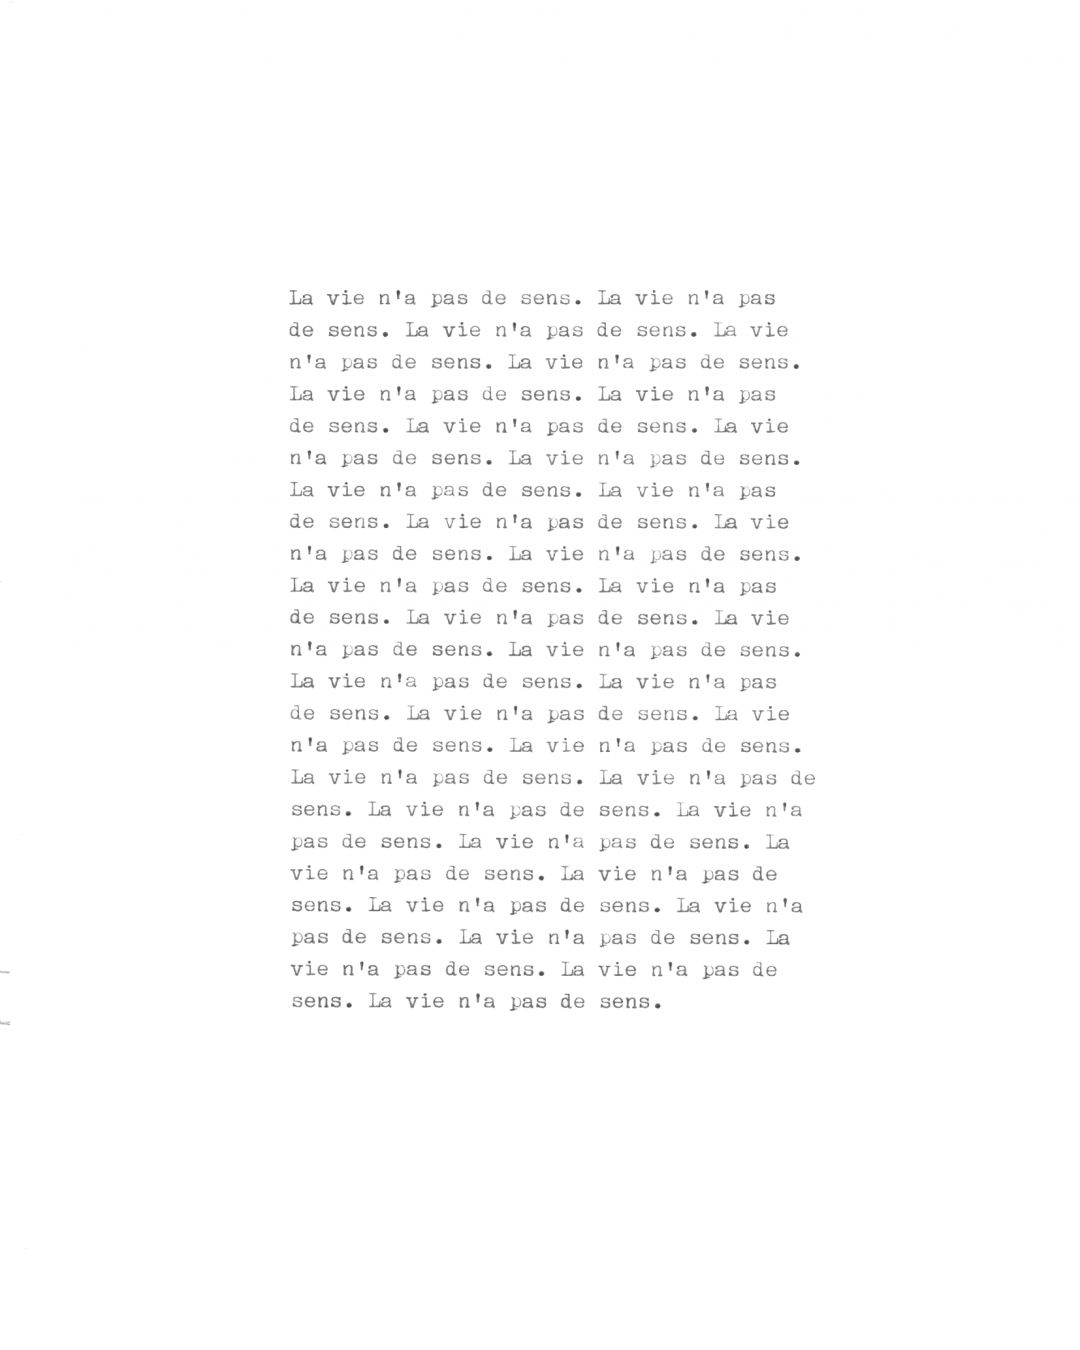 La vie n'a pas de sens. La vie n'a pas
de sens. La vie n'a pas de sens. La vie
n'a pas de sens. La vie n'a pas de sens.
La vie n'a pas de sens. La vie n'a pas
de sens. La vie n'a pas de sens. La vie
n'a pas de sens. La vie n'a pas de sens.
La vie n'a pas de sens. La vie n'a pas
de sens. La vie n'a pas de sens. La vie
n'a pas de sens. La vie n'a pas de sens.
La vie n'a pas de sens. La vie n'a pas
de sens. La vie n'a pas de sens. La vie
n'a pas de sens. La vie n'a pas de sens.
La vie n'a pas de sens. La vie n'a pas
de sens. La vie n'a pas de sens. La vie
n'a pas de sens. La vie n'a pas de sens.
La vie n'a pas de sens. La vie n'a pas de
sens. La vie n'a pas de sens. La vie n'a
pas de sens. La vie n'a pas de sens. La
vie n'a pas de sens. La vie n'a pas de
sens. La vie n'a pas de sens. La vie n'a
pas de sens. La vie n'a pas de sens. La
vie n'a pas de sens. La vie n'a pas de
sens. La vie n'a pas de sens.